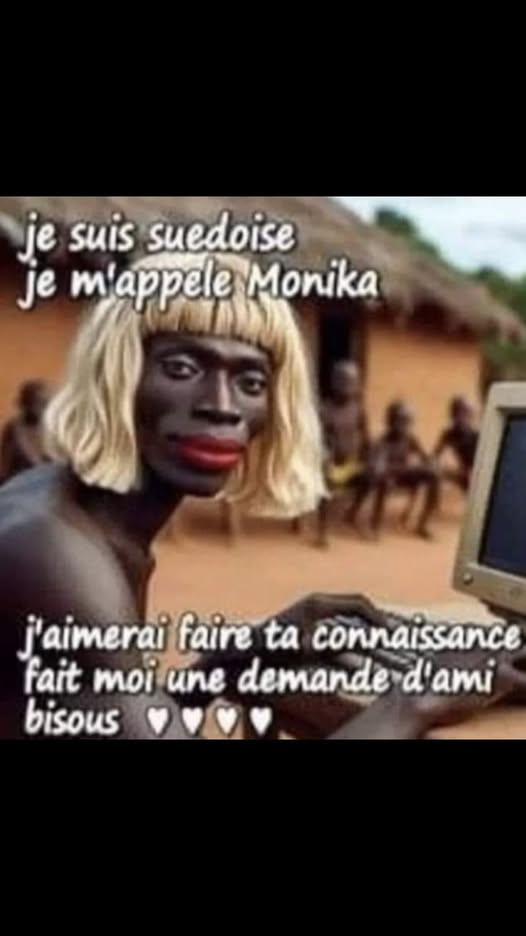 je suis suedoise
je m'appele Monika
j'aimerai faire ta connaissance
fait moi une demande d'ami
bisous ♥ ♥ ♥ ♥